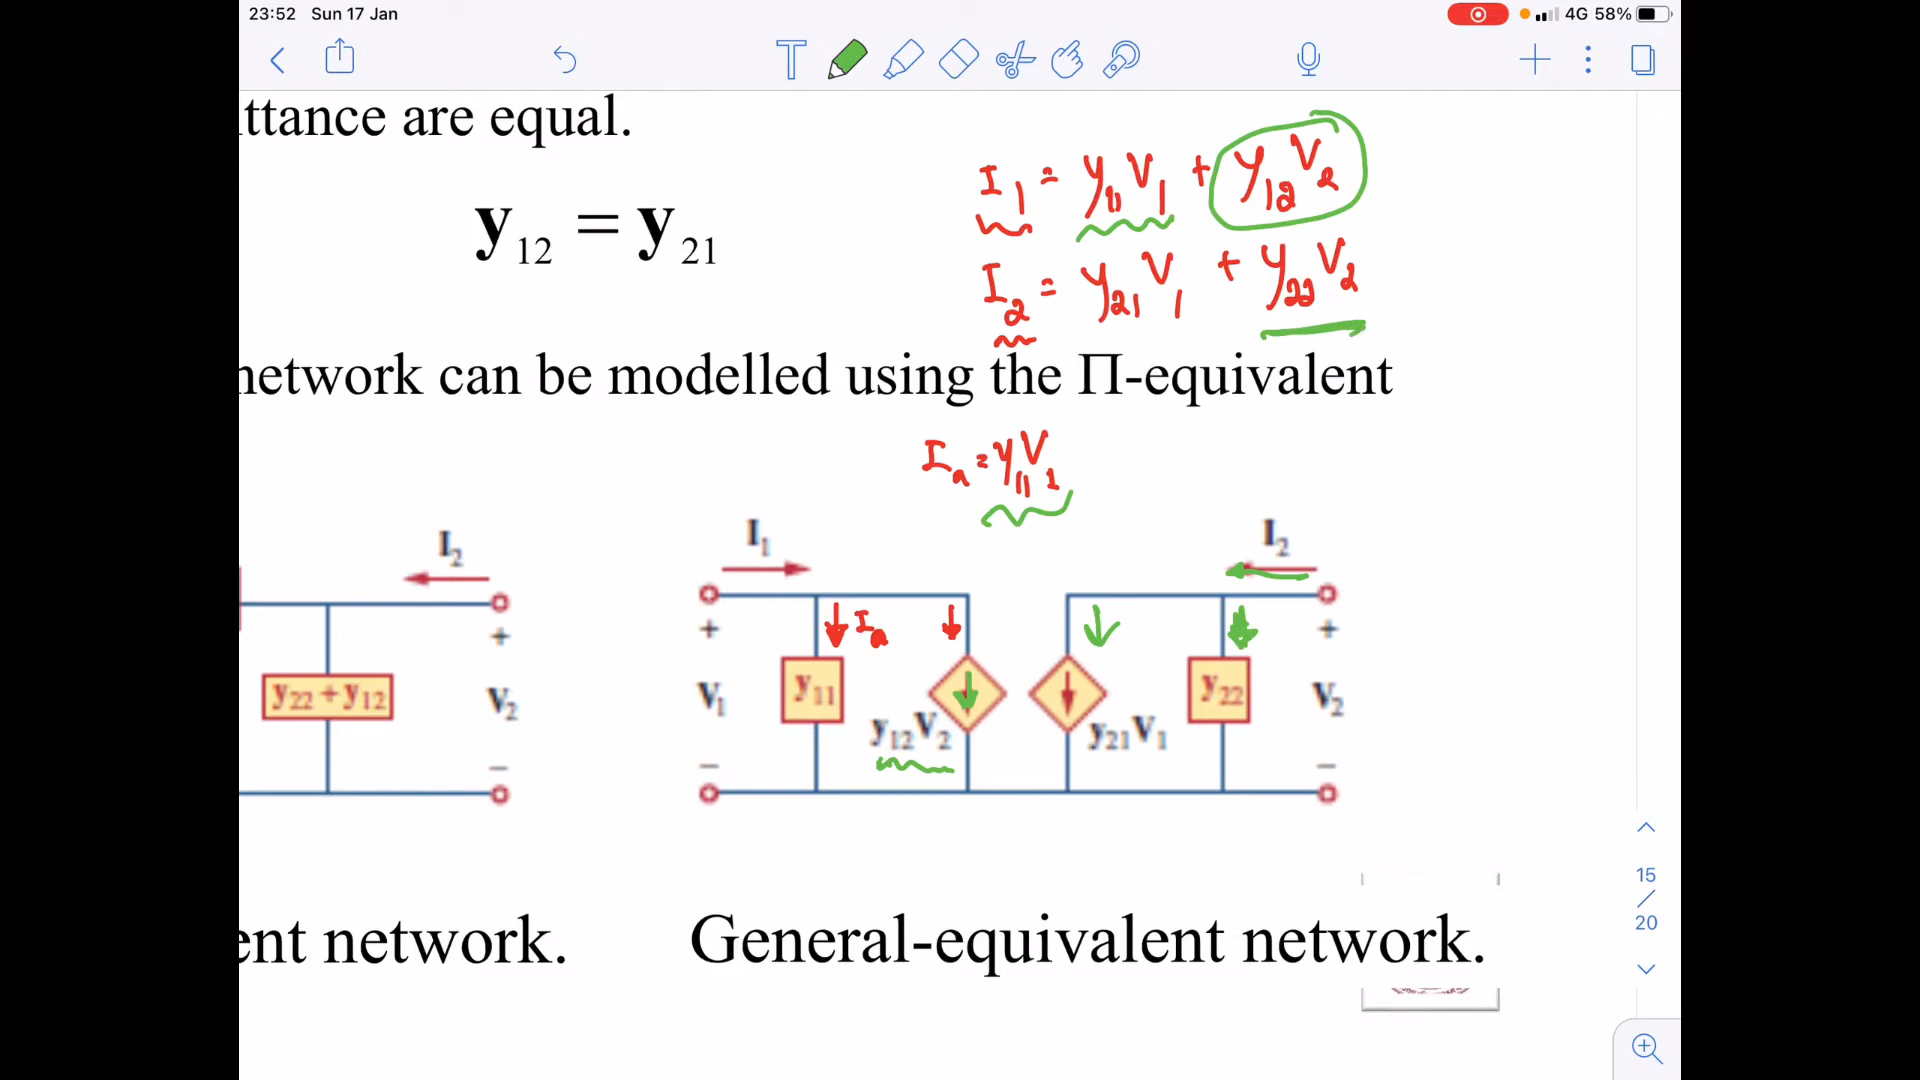 23:52 Sun 17 Jan
4G 58%
ttance are equal.
I1 = y11V1 + y12V2
y12 = y21
I2 = y21V1 + y22V2
network can be modelled using the Π-equivalent
Ia = y11V1
I2
I1
I2
+
+
Ia
+
y22 + y12
V2
V1
y11
y12V2
y21V1
y22
V2
–
–
–
15
/
20
ent network.
General-equivalent network.